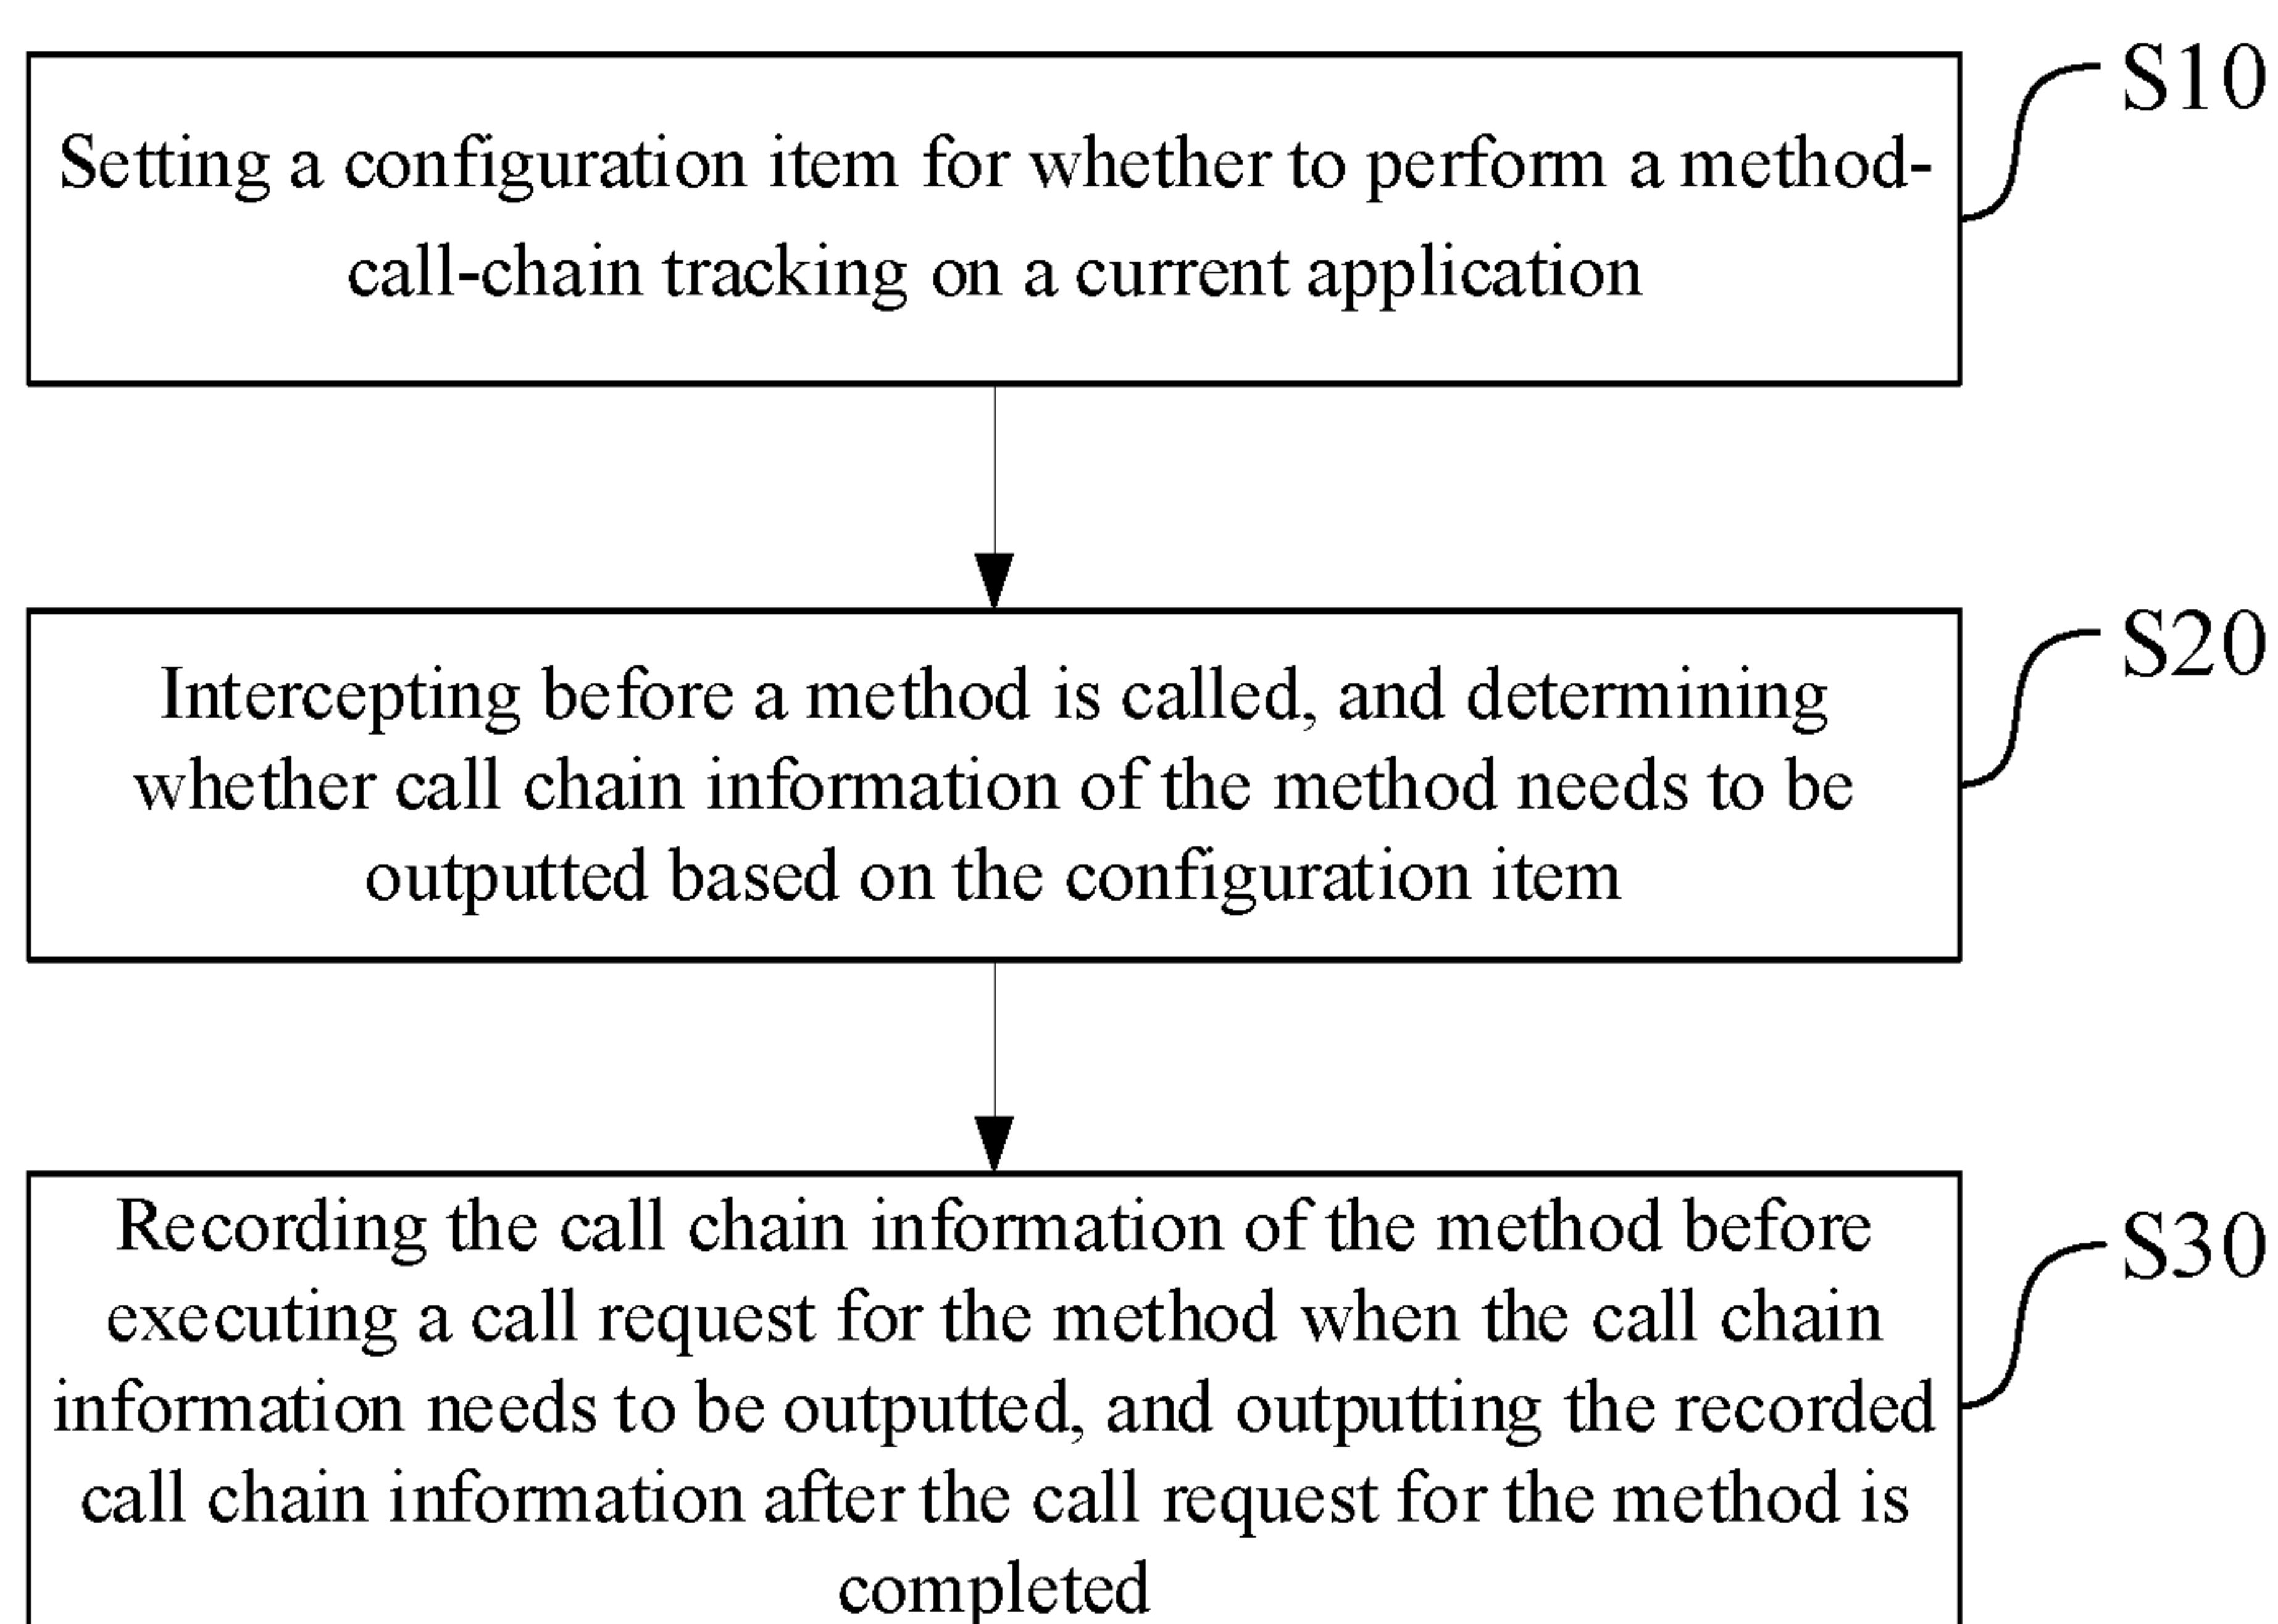 S10
Setting a configuration item for whether to perform a method-
call-chain tracking on a current application
S20
Intercepting before a method is called, and determining
whether call chain information of the method needs to be
outputted based on the configuration item
S30
Recording the call chain information of the method before
executing a call request for the method when the call chain
information needs to be outputted, and outputting the recorded
call chain information after the call request for the method is
completed